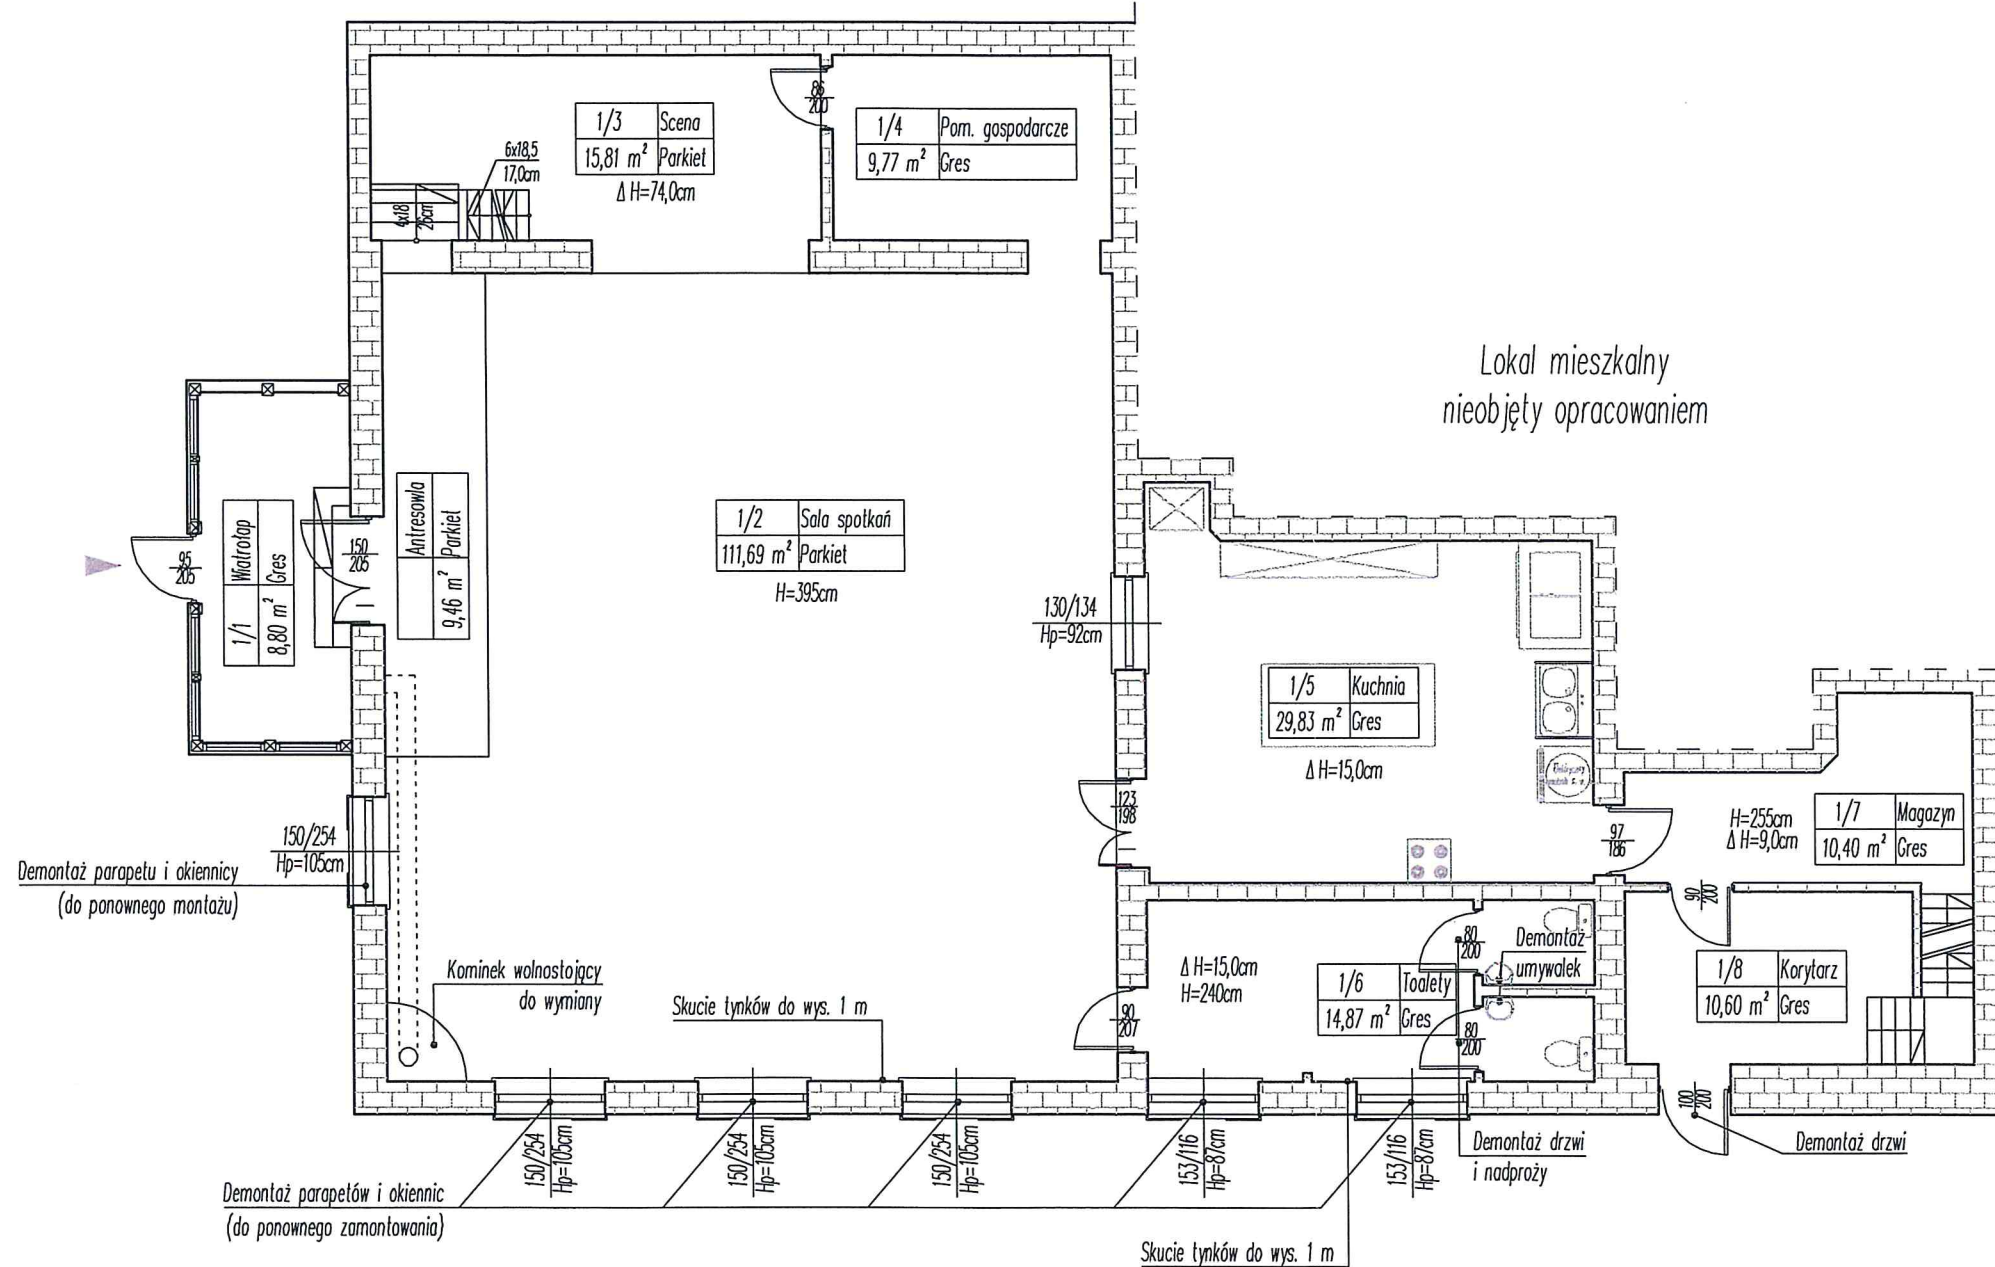 86
200
1/3 Scena
15,81 m² Parkiet
Δ H=74,0cm
1/4 Pom. gospodarcze
9,77 m² Gres
6x18,5
17,0cm
4x18
26cm
Lokal mieszkalny
nieobjęty opracowaniem
95
205
1/1 Wiatrołap
8,80 m² Gres
150
205
Antresowla
9,46 m² Parkiet
1/2 Sala spotkań
111,69 m² Parkiet
H=395cm
130/134
Hp=92cm
1/5 Kuchnia
29,83 m² Gres
Δ H=15,0cm
123
198
97
186
H=255cm
Δ H=9,0cm
1/7 Magazyn
10,40 m² Gres
150/254
Hp=105cm
Demontaż parapetu i okiennicy
(do ponownego montażu)
90
200
Kominek wolnostojący
do wymiany
Skucie tynków do wys. 1 m
90
207
Δ H=15,0cm
H=240cm
1/6 Toalety
14,87 m² Gres
80
200
Demontaż
umywalek
80
200
1/8 Korytarz
10,60 m² Gres
100
200
150/254
Hp=105cm
150/254
Hp=105cm
150/254
Hp=105cm
153/116
Hp=87cm
153/116
Hp=87cm
Demontaż drzwi
i nadproży
Demontaż drzwi
Demontaż parapetów i okiennic
(do ponownego zamontowania)
Skucie tynków do wys. 1 m